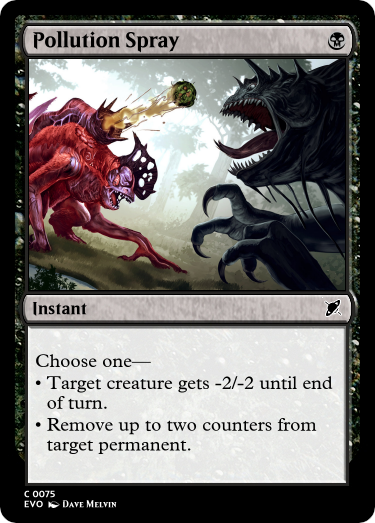 Pollution Spray
Instant
Choose one—
• Target creature gets -2/-2 until end
of turn.
• Remove up to two counters from
target permanent.
C 0075
EVO Dave Melvin